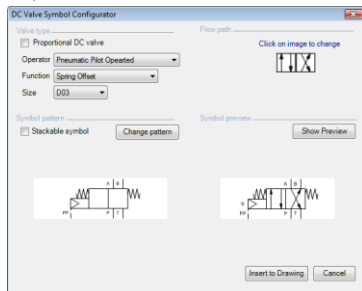 DC Valve Symbol Configurator
Valve type
Proportional DC valve
Operator Pneumatic Pilot Opearted
Function Spring Offset
Size D03
Flow path
Click on image to change
Symbol pattern
Stackable symbol Change pattern
Symbol preview
Show Preview
A B
PP P T
A B
b
PP P T
Insert to Drawing Cancel